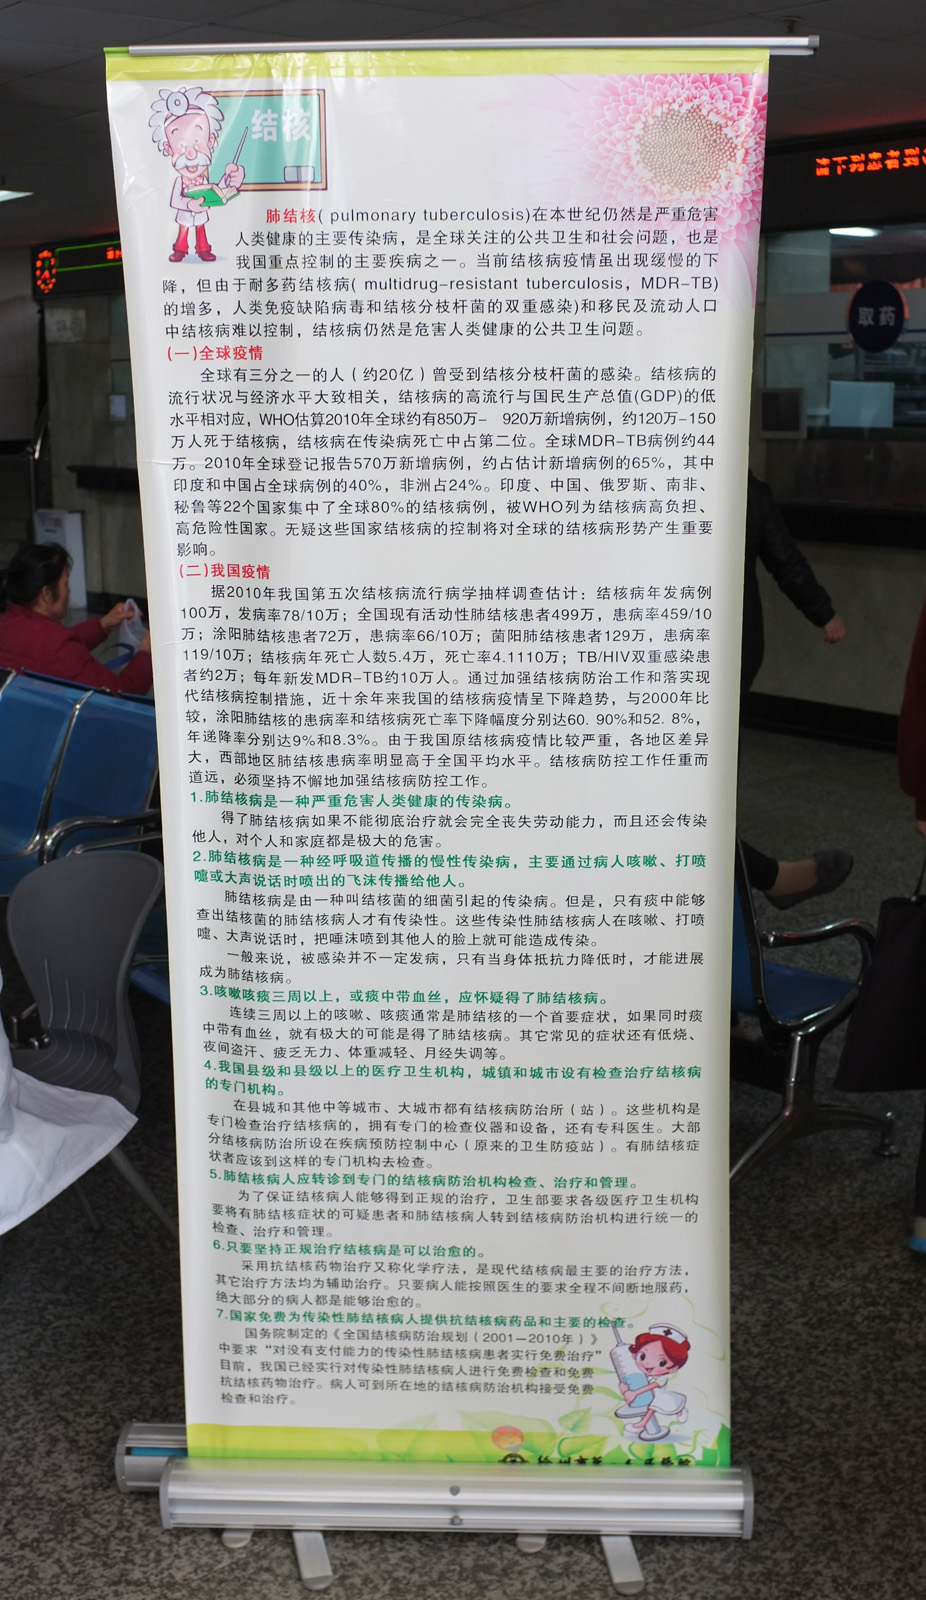 结核
肺结核( pulmonary tuberculosis)在本世纪仍然是严重危害
人类健康的主要传染病，是全球关注的公共卫生和社会问题，也是
我国重点控制的主要疾病之一。当前结核病疫情虽出现缓慢的下
降，但由于耐多药结核病( multidrug-resistant tuberculosis，MDR-TB)
的增多，人类免疫缺陷病毒和结核分枝杆菌的双重感染)和移民及流动人口
中结核病难以控制，结核病仍然是危害人类健康的公共卫生问题。
(一)全球疫情
全球有三分之一的人（约20亿）曾受到结核分枝杆菌的感染。结核病的
流行状况与经济水平大致相关，结核病的高流行与国民生产总值(GDP)的低
水平相对应，WHO估算2010年全球约有850万- 920万新增病例，约120万-150
万人死于结核病，结核病在传染病死亡中占第二位。全球MDR-TB病例约44
万。2010年全球登记报告570万新增病例，约占估计新增病例的65%，其中
印度和中国占全球病例的40%，非洲占24%。印度、中国、俄罗斯、南非、
秘鲁等22个国家集中了全球80%的结核病例，被WHO列为结核病高负担、
高危险性国家。无疑这些国家结核病的控制将对全球的结核病形势产生重要
影响。
(二)我国疫情
据2010年我国第五次结核病流行病学抽样调查估计：结核病年发病例
100万，发病率78/10万；全国现有活动性肺结核患者499万，患病率459/10
万；涂阳肺结核患者72万，患病率66/10万；菌阳肺结核患者129万，患病率
119/10万；结核病年死亡人数5.4万，死亡率4.1110万；TB/HIV双重感染患
者约2万；每年新发MDR-TB约10万人。通过加强结核病防治工作和落实现
代结核病控制措施，近十余年来我国的结核病疫情呈下降趋势，与2000年比
较，涂阳肺结核的患病率和结核病死亡率下降幅度分别达60. 90%和52. 8%，
年递降率分别达9%和8.3%。由于我国原结核病疫情比较严重，各地区差异
大，西部地区肺结核患病率明显高于全国平均水平。结核病防控工作任重而
道远，必须坚持不懈地加强结核病防控工作。
1.肺结核病是一种严重危害人类健康的传染病。
得了肺结核病如果不能彻底治疗就会完全丧失劳动能力，而且还会传染
他人，对个人和家庭都是极大的危害。
2.肺结核病是一种经呼吸道传播的慢性传染病，主要通过病人咳嗽、打喷
嚏或大声说话时喷出的飞沫传播给他人。
肺结核病是由一种叫结核菌的细菌引起的传染病。但是，只有痰中能够
查出结核菌的肺结核病人才有传染性。这些传染性肺结核病人在咳嗽、打喷
嚏、大声说话时，把唾沫喷到其他人的脸上就可能造成传染。
一般来说，被感染并不一定发病，只有当身体抵抗力降低时，才能进展
成为肺结核病。
3.咳嗽咳痰三周以上，或痰中带血丝，应怀疑得了肺结核病。
连续三周以上的咳嗽、咳痰通常是肺结核的一个首要症状，如果同时痰
中带有血丝，就有极大的可能是得了肺结核病。其它常见的症状还有低烧、
夜间盗汗、疲乏无力、体重减轻、月经失调等。
4.我国县级和县级以上的医疗卫生机构，城镇和城市设有检查治疗结核病
的专门机构。
在县城和其他中等城市、大城市都有结核病防治所（站）。这些机构是
专门检查治疗结核病的，拥有专门的检查仪器和设备，还有专科医生。大部
分结核病防治所设在疾病预防控制中心（原来的卫生防疫站）。有肺结核症
状者应该到这样的专门机构去检查。
5.肺结核病人应转诊到专门的结核病防治机构检查、治疗和管理。
为了保证结核病人能够得到正规的治疗，卫生部要求各级医疗卫生机构
要将有肺结核症状的可疑患者和肺结核病人转到结核病防治机构进行统一的
检查、治疗和管理。
6.只要坚持正规治疗结核病是可以治愈的。
采用抗结核药物治疗又称化学疗法，是现代结核病最主要的治疗方法，
其它治疗方法均为辅助治疗。只要病人能按照医生的要求全程不间断地服药，
绝大部分的病人都是能够治愈的。
7.国家免费为传染性肺结核病人提供抗结核病药品和主要的检查。
国务院制定的《全国结核病防治规划（2001—2010年）》
中要求“对没有支付能力的传染性肺结核病患者实行免费治疗”
目前，我国已经实行对传染性肺结核病人进行免费检查和免费
抗结核药物治疗。病人可到所在地的结核病防治机构接受免费
检查和治疗。
取药